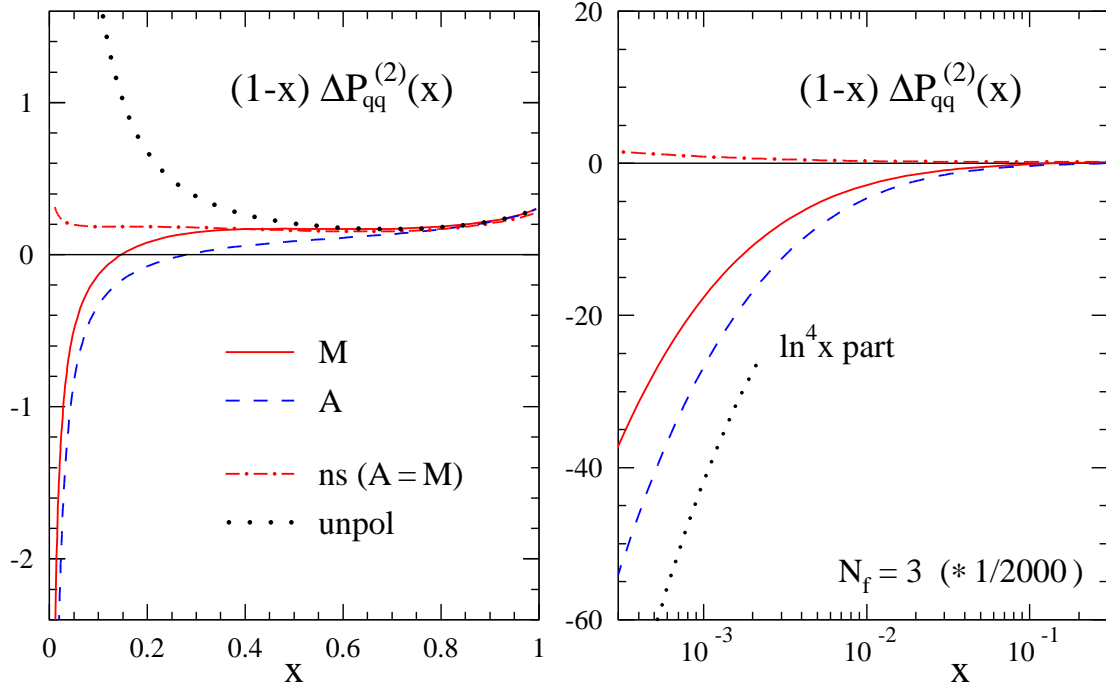 (1-x) ΔP_qq^(2)(x)
1
0
-1
-2
M
A
ns (A = M)
unpol
0
0.2
0.4
0.6
0.8
1
x
(1-x) ΔP_qq^(2)(x)
20
0
-20
-40
-60
ln^4x part
N_f = 3 (* 1/2000 )
10^-3
10^-2
10^-1
x